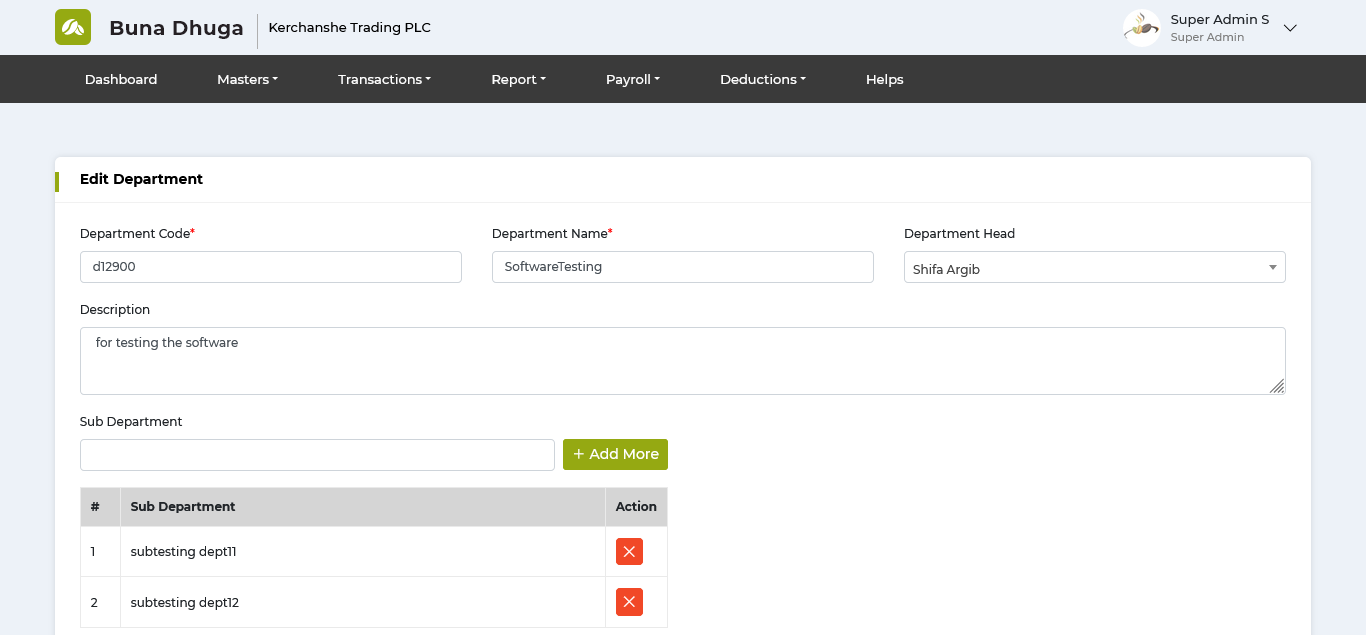 Buna Dhuga
Kerchanshe Trading PLC
Super Admin S
Super Admin
Dashboard Masters Transactions Report Payroll Deductions Helps
Edit Department
Department Code* Department Name* Department Head
d12900 SoftwareTesting Shifa Argib
Description
for testing the software
Sub Department
+ Add More
# Sub Department Action
1 subtesting dept11
2 subtesting dept12